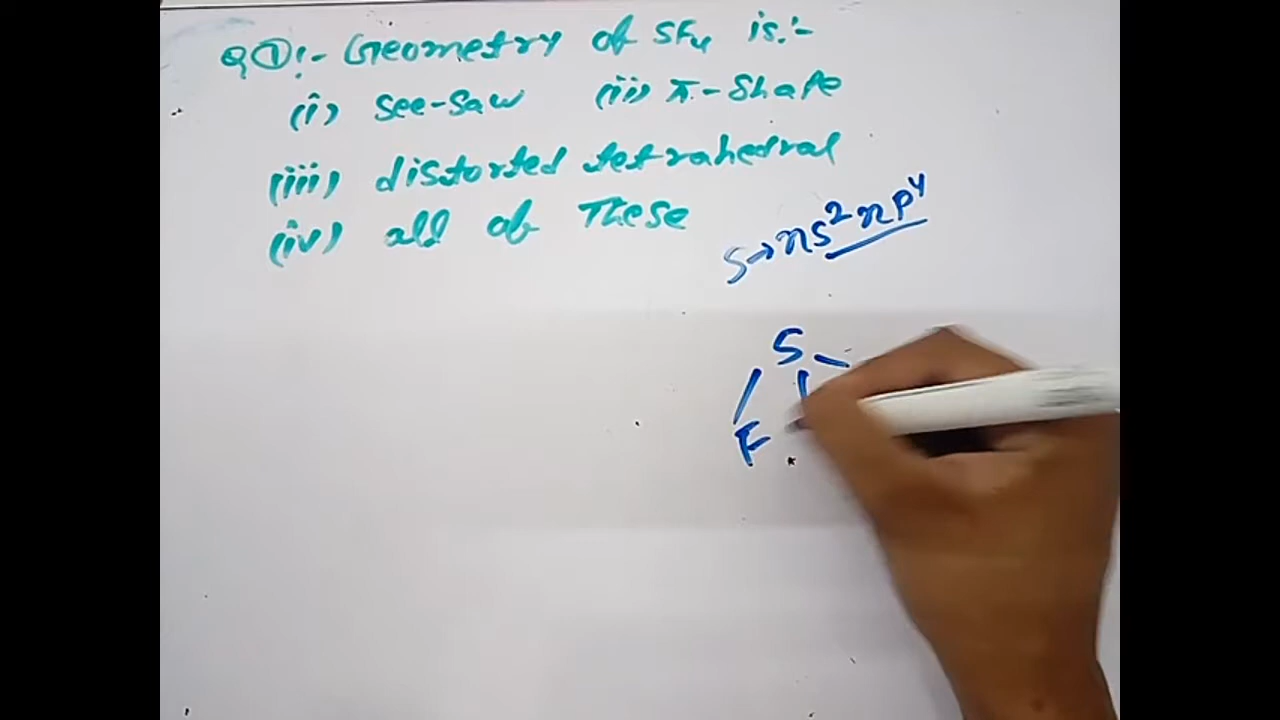 Q①:- Geometry of SF₄ is:-
(i) See-Saw (ii) π-Shape
(iii) distorted tetrahedral
(iv) all of These
S→ns²np⁴
S
F